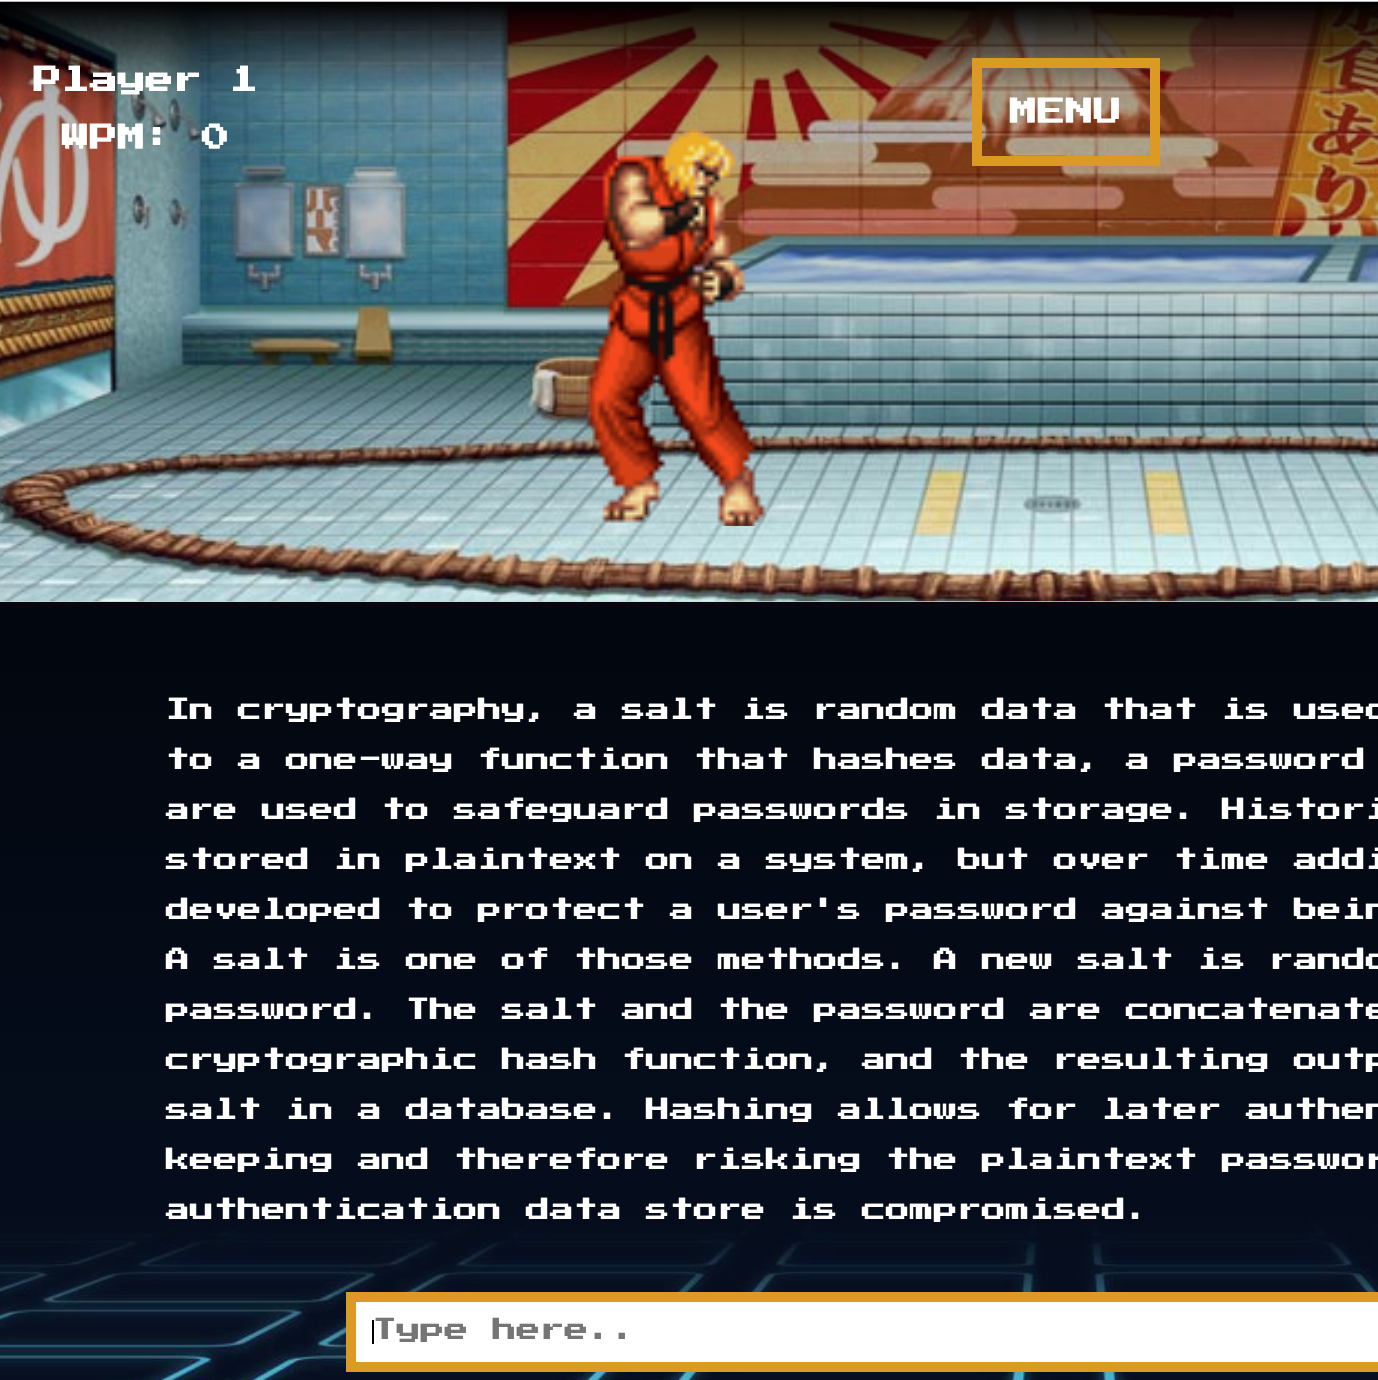 Player 1
WPM: 0
MENU
あり
ゆ
In cryptography, a salt is random data that is used
to a one-way function that hashes data, a password
are used to safeguard passwords in storage. Histori
stored in plaintext on a system, but over time addi
developed to protect a user's password against bein
A salt is one of those methods. A new salt is rando
password. The salt and the password are concatenate
cryptographic hash function, and the resulting outp
salt in a database. Hashing allows for later authen
keeping and therefore risking the plaintext passwor
authentication data store is compromised.
Type here..